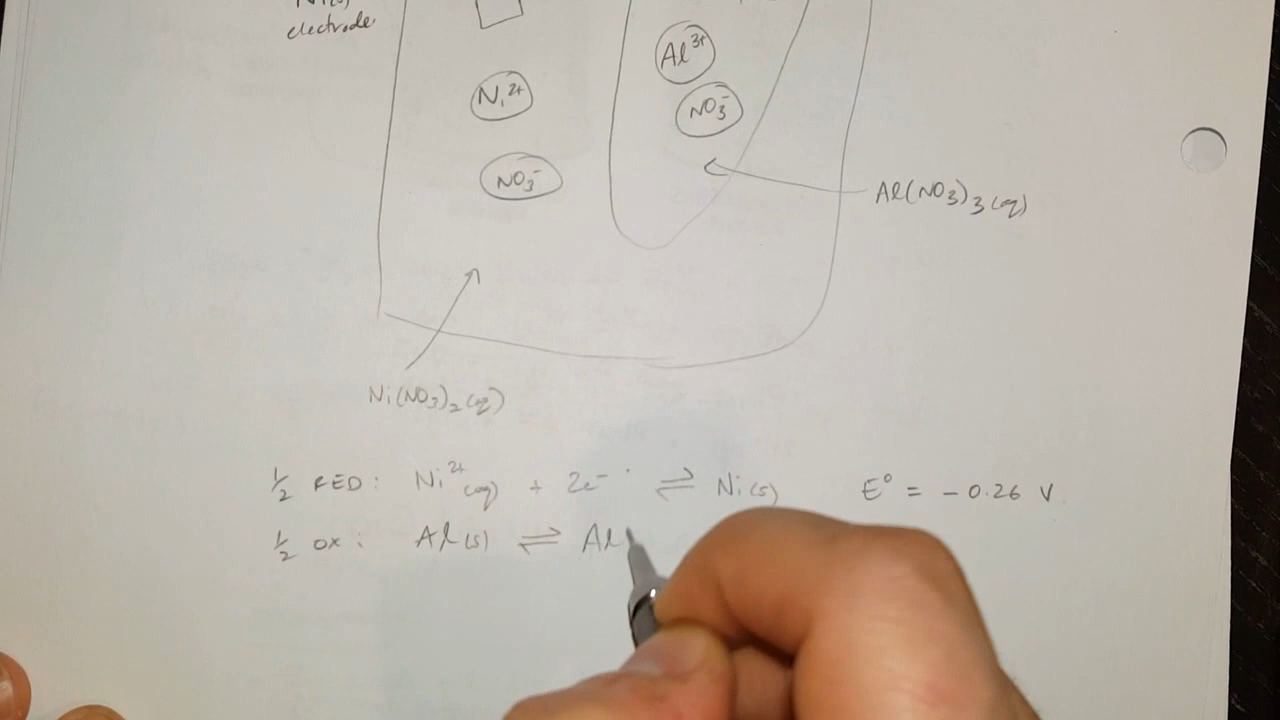 electrode
Al³⁺
Ni²⁺
NO₃⁻
NO₃⁻
Al(NO₃)₃(aq)
Ni(NO₃)₂(aq)
½ RED: Ni²⁺(aq) + 2e⁻ ⇌ Ni(s) E° = -0.26 V
½ OX: Al(s) ⇌ Al